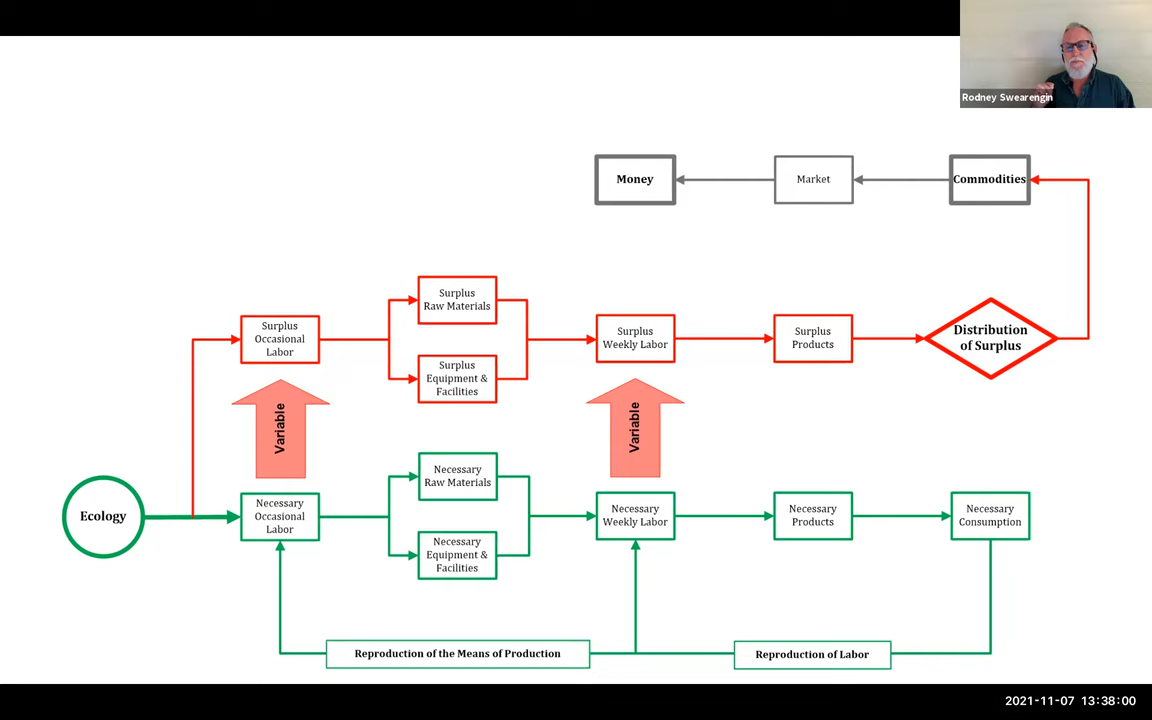 Rodney Swearengin
Money
Market
Commodities
Surplus
Raw Materials
Surplus
Occasional
Labor
Surplus
Weekly Labor
Surplus
Products
Distribution
of Surplus
Surplus
Equipment &
Facilities
Variable
Variable
Necessary
Raw Materials
Ecology
Necessary
Occasional
Labor
Necessary
Weekly Labor
Necessary
Products
Necessary
Consumption
Necessary
Equipment &
Facilities
Reproduction of the Means of Production
Reproduction of Labor
2021-11-07 13:38:00